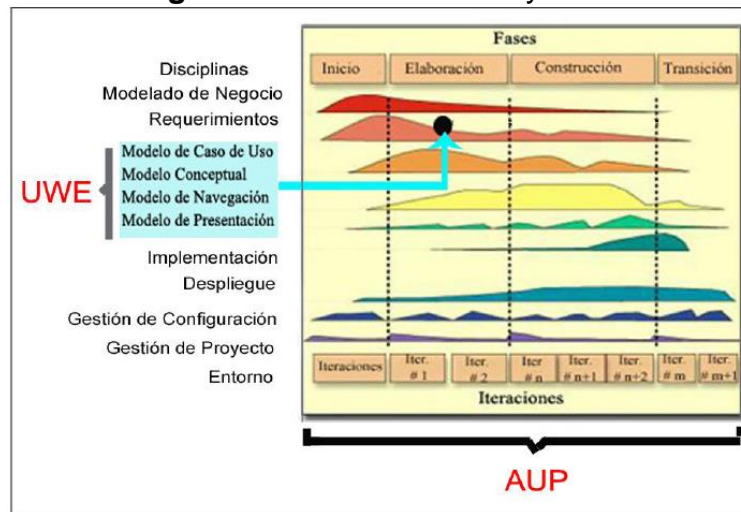 Fases
Disciplinas
Inicio
Elaboración
Construcción
Transición
Modelado de Negocio
Requerimientos
UWE
Modelo de Caso de Uso
Modelo Conceptual
Modelo de Navegación
Modelo de Presentación
Implementación
Despliegue
Gestión de Configuración
Gestión de Proyecto
Entorno
Iteraciones
Iter. # 1
Iter. # 2
Iter # n
Iter. # n+1
Iter. # n+2
Iter. # m
Iter. # m+1
Iteraciones
AUP